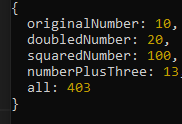 {
originalNumber: 10,
doubledNumber: 20,
squaredNumber: 100,
numberPlusThree: 13,
all: 403
}